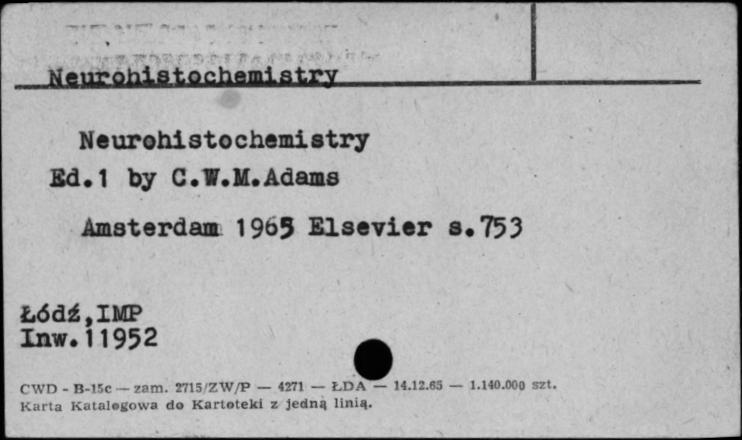 Neurohistochemistry
Neurohistochemistry
Ed.1 by C.W.M.Adams
Amsterdam 1965 Elsevier s.753
Łódź,IMP
Inw.11952
CWD - B-15c — zam. 2715/ZW/P — 4271 — ŁDA — 14.12.65 — 1.140.000 szt.
Karta Katalogowa do Kartoteki z jedną linią.